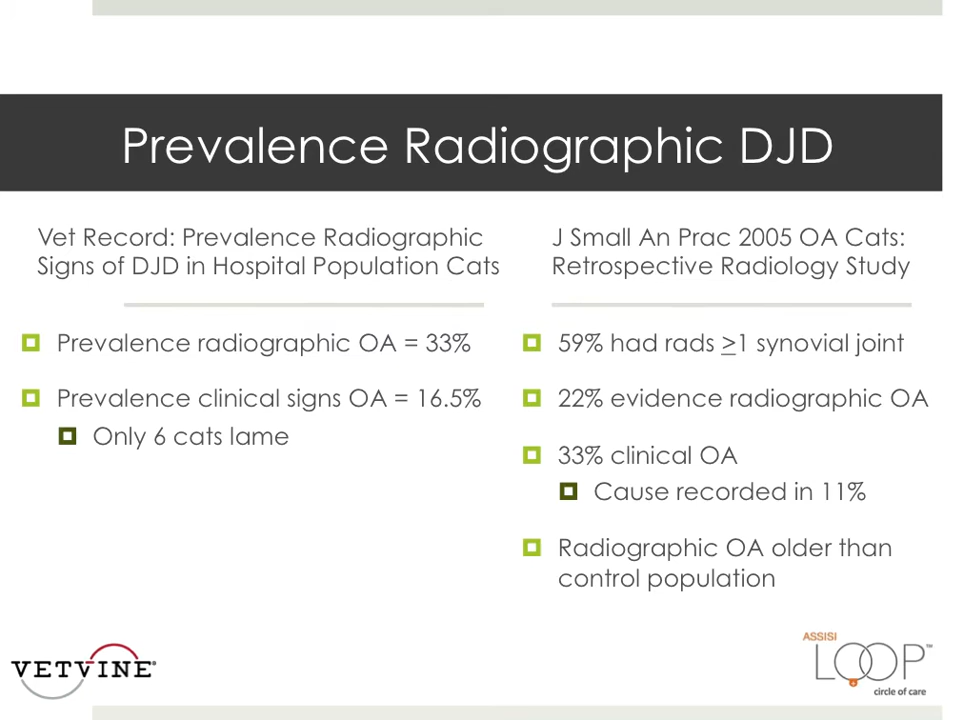 Prevalence Radiographic DJD
Vet Record: Prevalence Radiographic
Signs of DJD in Hospital Population Cats
Prevalence radiographic OA = 33%
Prevalence clinical signs OA = 16.5%
Only 6 cats lame
J Small An Prac 2005 OA Cats:
Retrospective Radiology Study
59% had rads >1 synovial joint
22% evidence radiographic OA
33% clinical OA
Cause recorded in 11%
Radiographic OA older than
control population
VETVINE®
ASSISI
LOOP™
circle of care